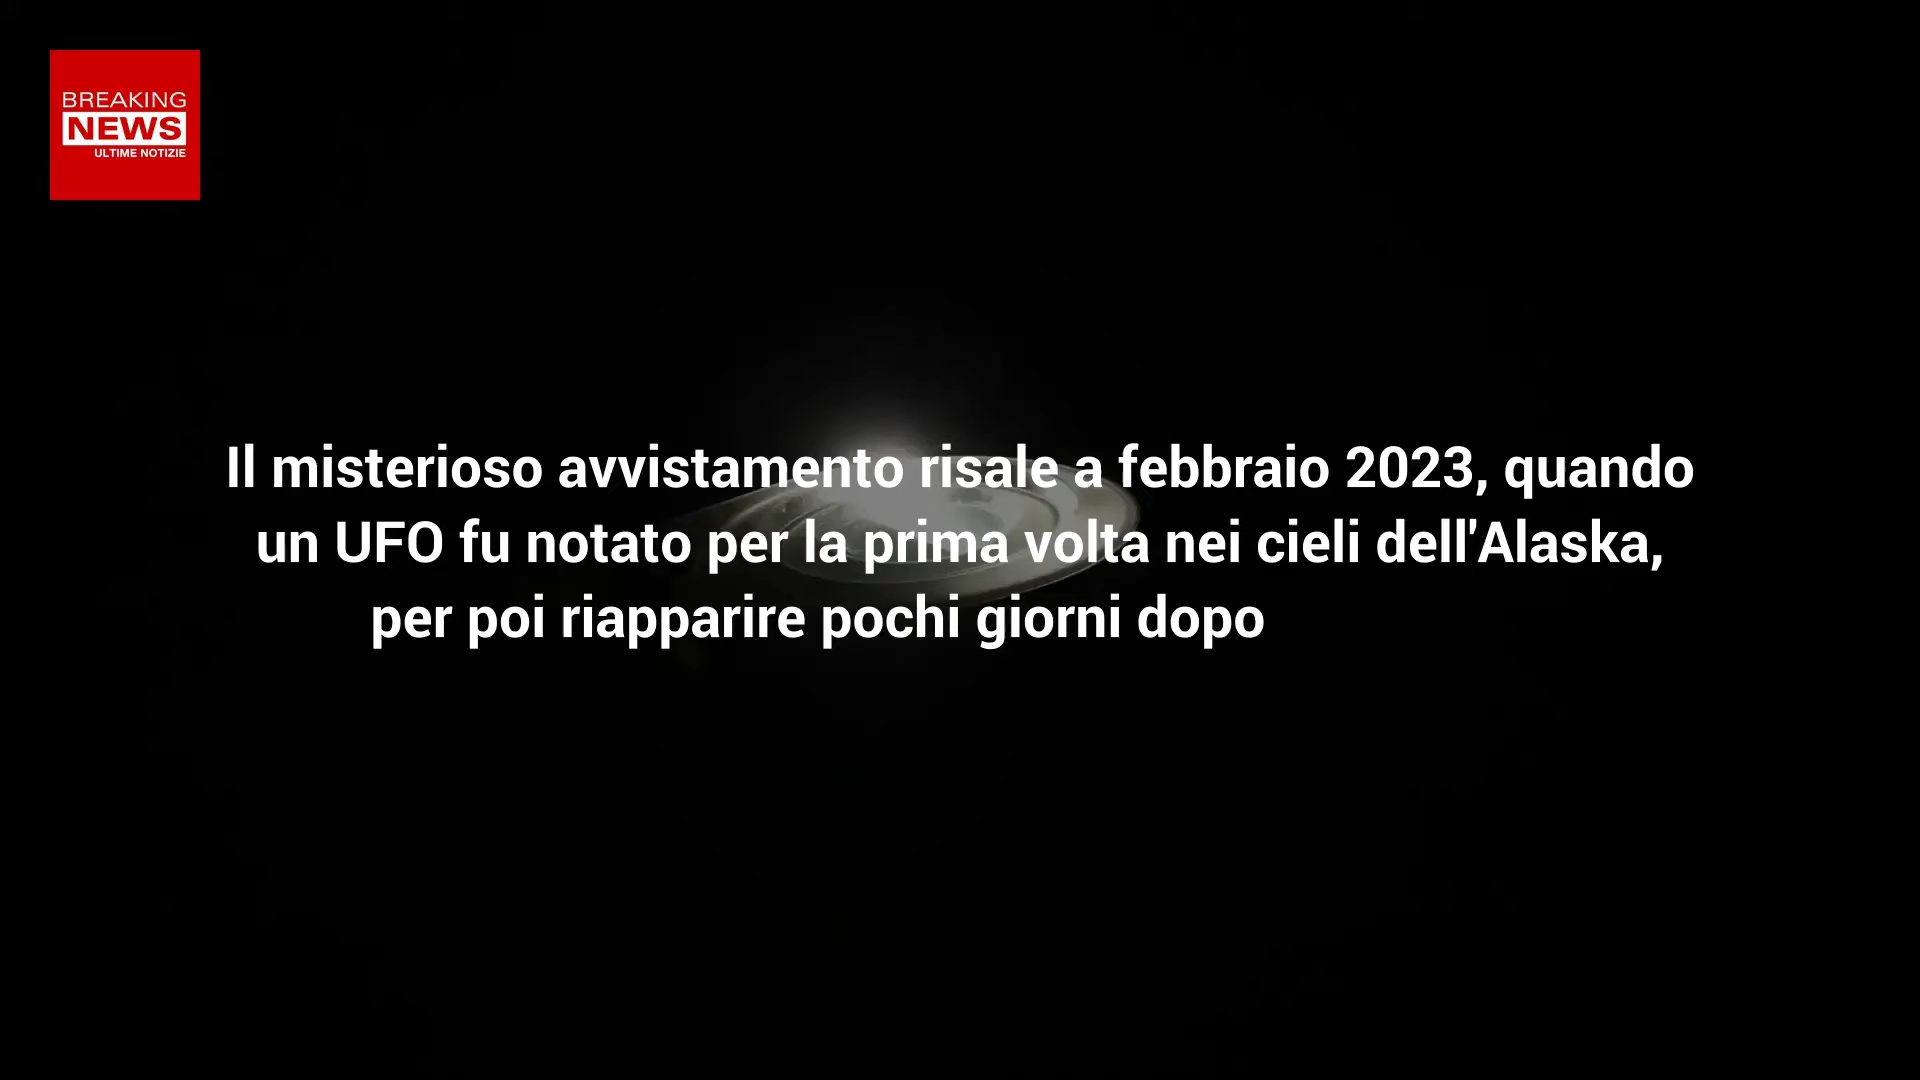 BREAKING
NEWS
ULTIME NOTIZIE
Il misterioso avvistamento risale a febbraio 2023, quando
un UFO fu notato per la prima volta nei cieli dell'Alaska,
per poi riapparire pochi giorni dopo